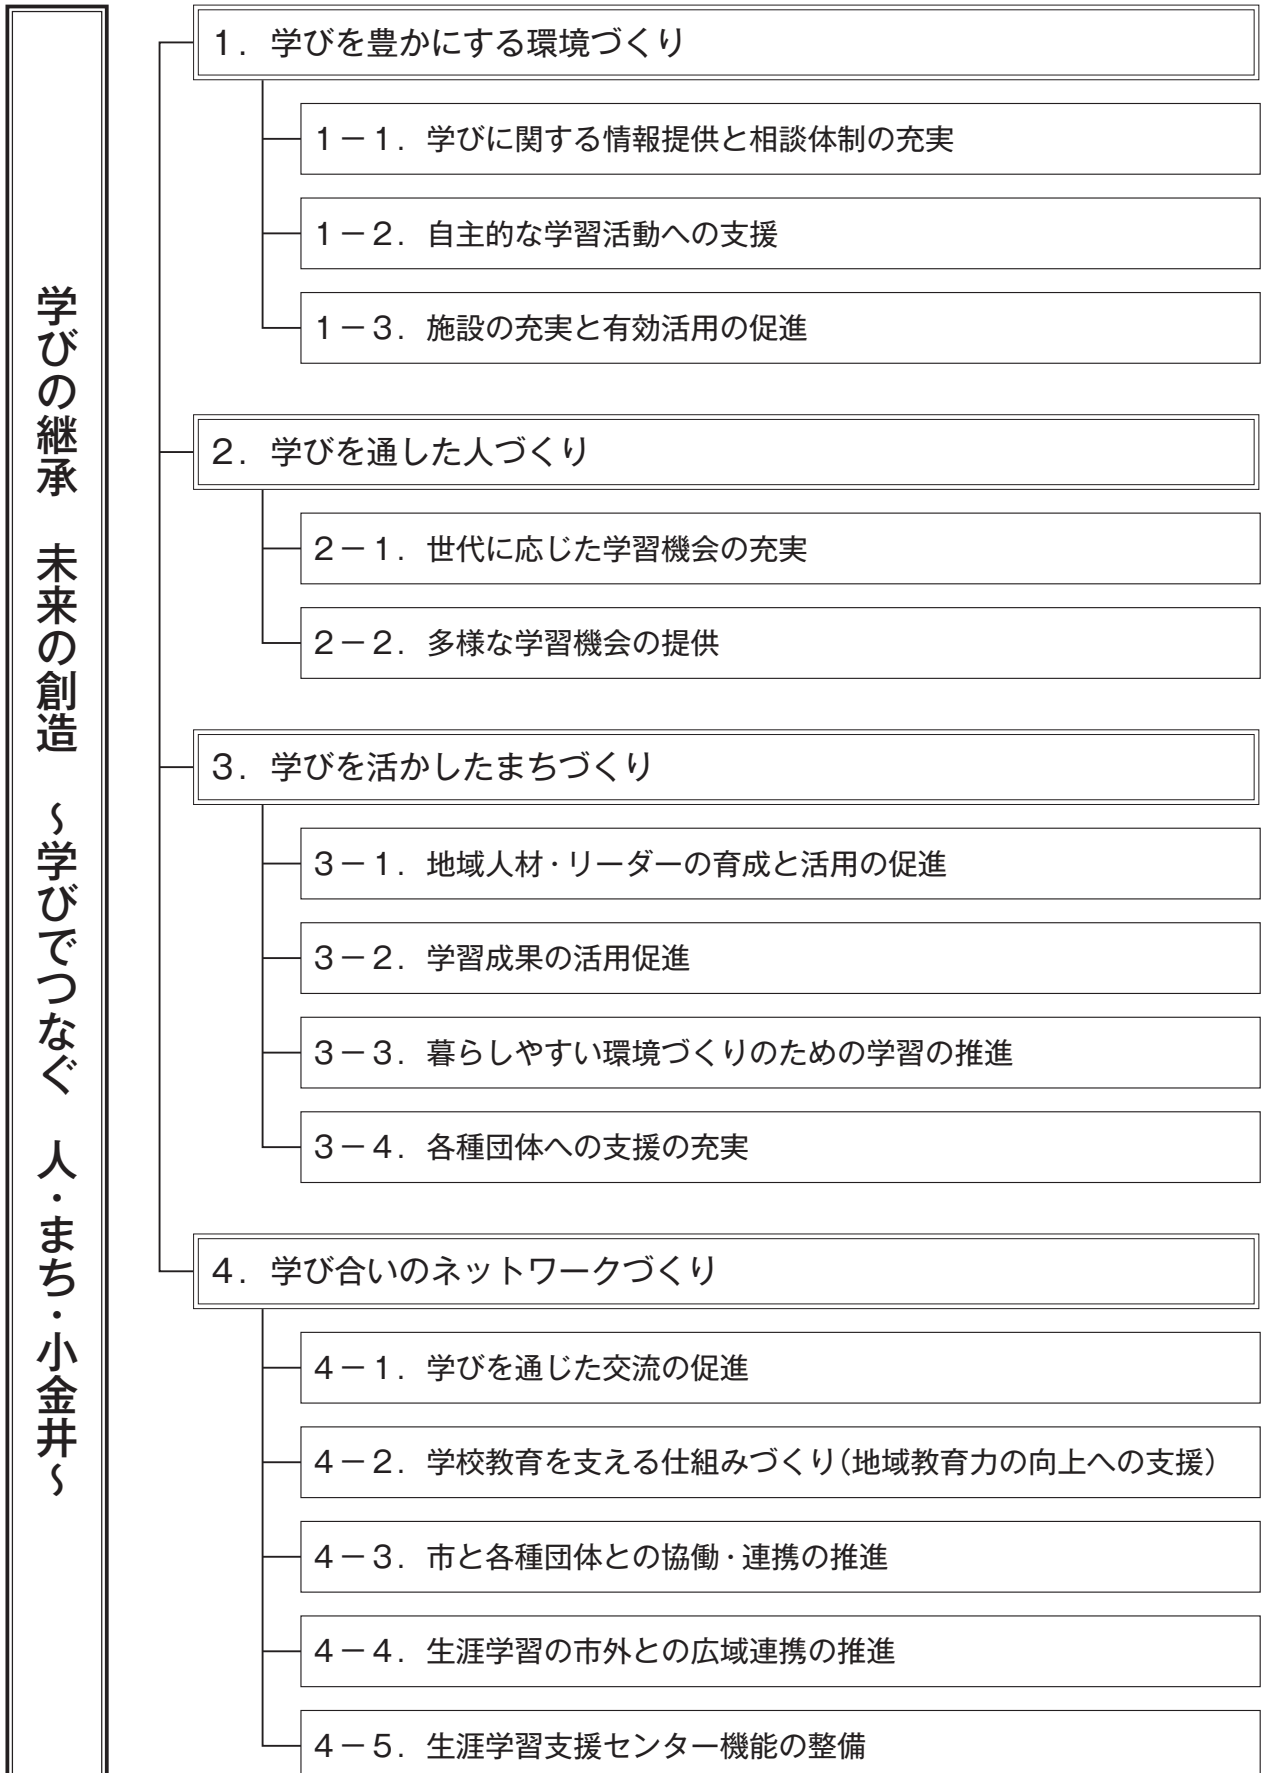 学びの継承　未来の創造　～学びでつなぐ　人・まち・小金井～
１．学びを豊かにする環境づくり
１－１．学びに関する情報提供と相談体制の充実
１－２．自主的な学習活動への支援
１－３．施設の充実と有効活用の促進
２．学びを通した人づくり
２－１．世代に応じた学習機会の充実
２－２．多様な学習機会の提供
３．学びを活かしたまちづくり
３－１．地域人材・リーダーの育成と活用の促進
３－２．学習成果の活用促進
３－３．暮らしやすい環境づくりのための学習の推進
３－４．各種団体への支援の充実
４．学び合いのネットワークづくり
４－１．学びを通じた交流の促進
４－２．学校教育を支える仕組みづくり（地域教育力の向上への支援）
４－３．市と各種団体との協働・連携の推進
４－４．生涯学習の市外との広域連携の推進
４－５．生涯学習支援センター機能の整備